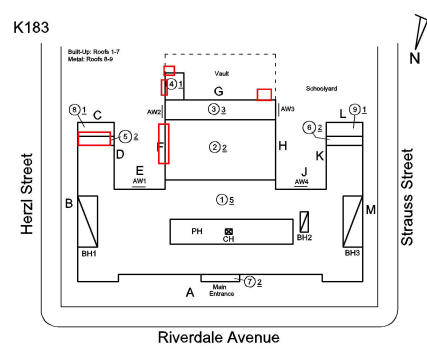 K183
N
Built-Up: Roofs 1-7
Metal: Roofs 8-9
Vault
Schoolyard
4 1
G
AW2
3 3
AW3
8 1
C
L
9 1
5 2
6 2
D
F
2 2
H
K
E
AW1
J
AW4
B
1 5
M
PH
CH
BH1
BH2
BH3
7 2
A
Main
Entrance
Herzl Street
Strauss Street
Riverdale Avenue